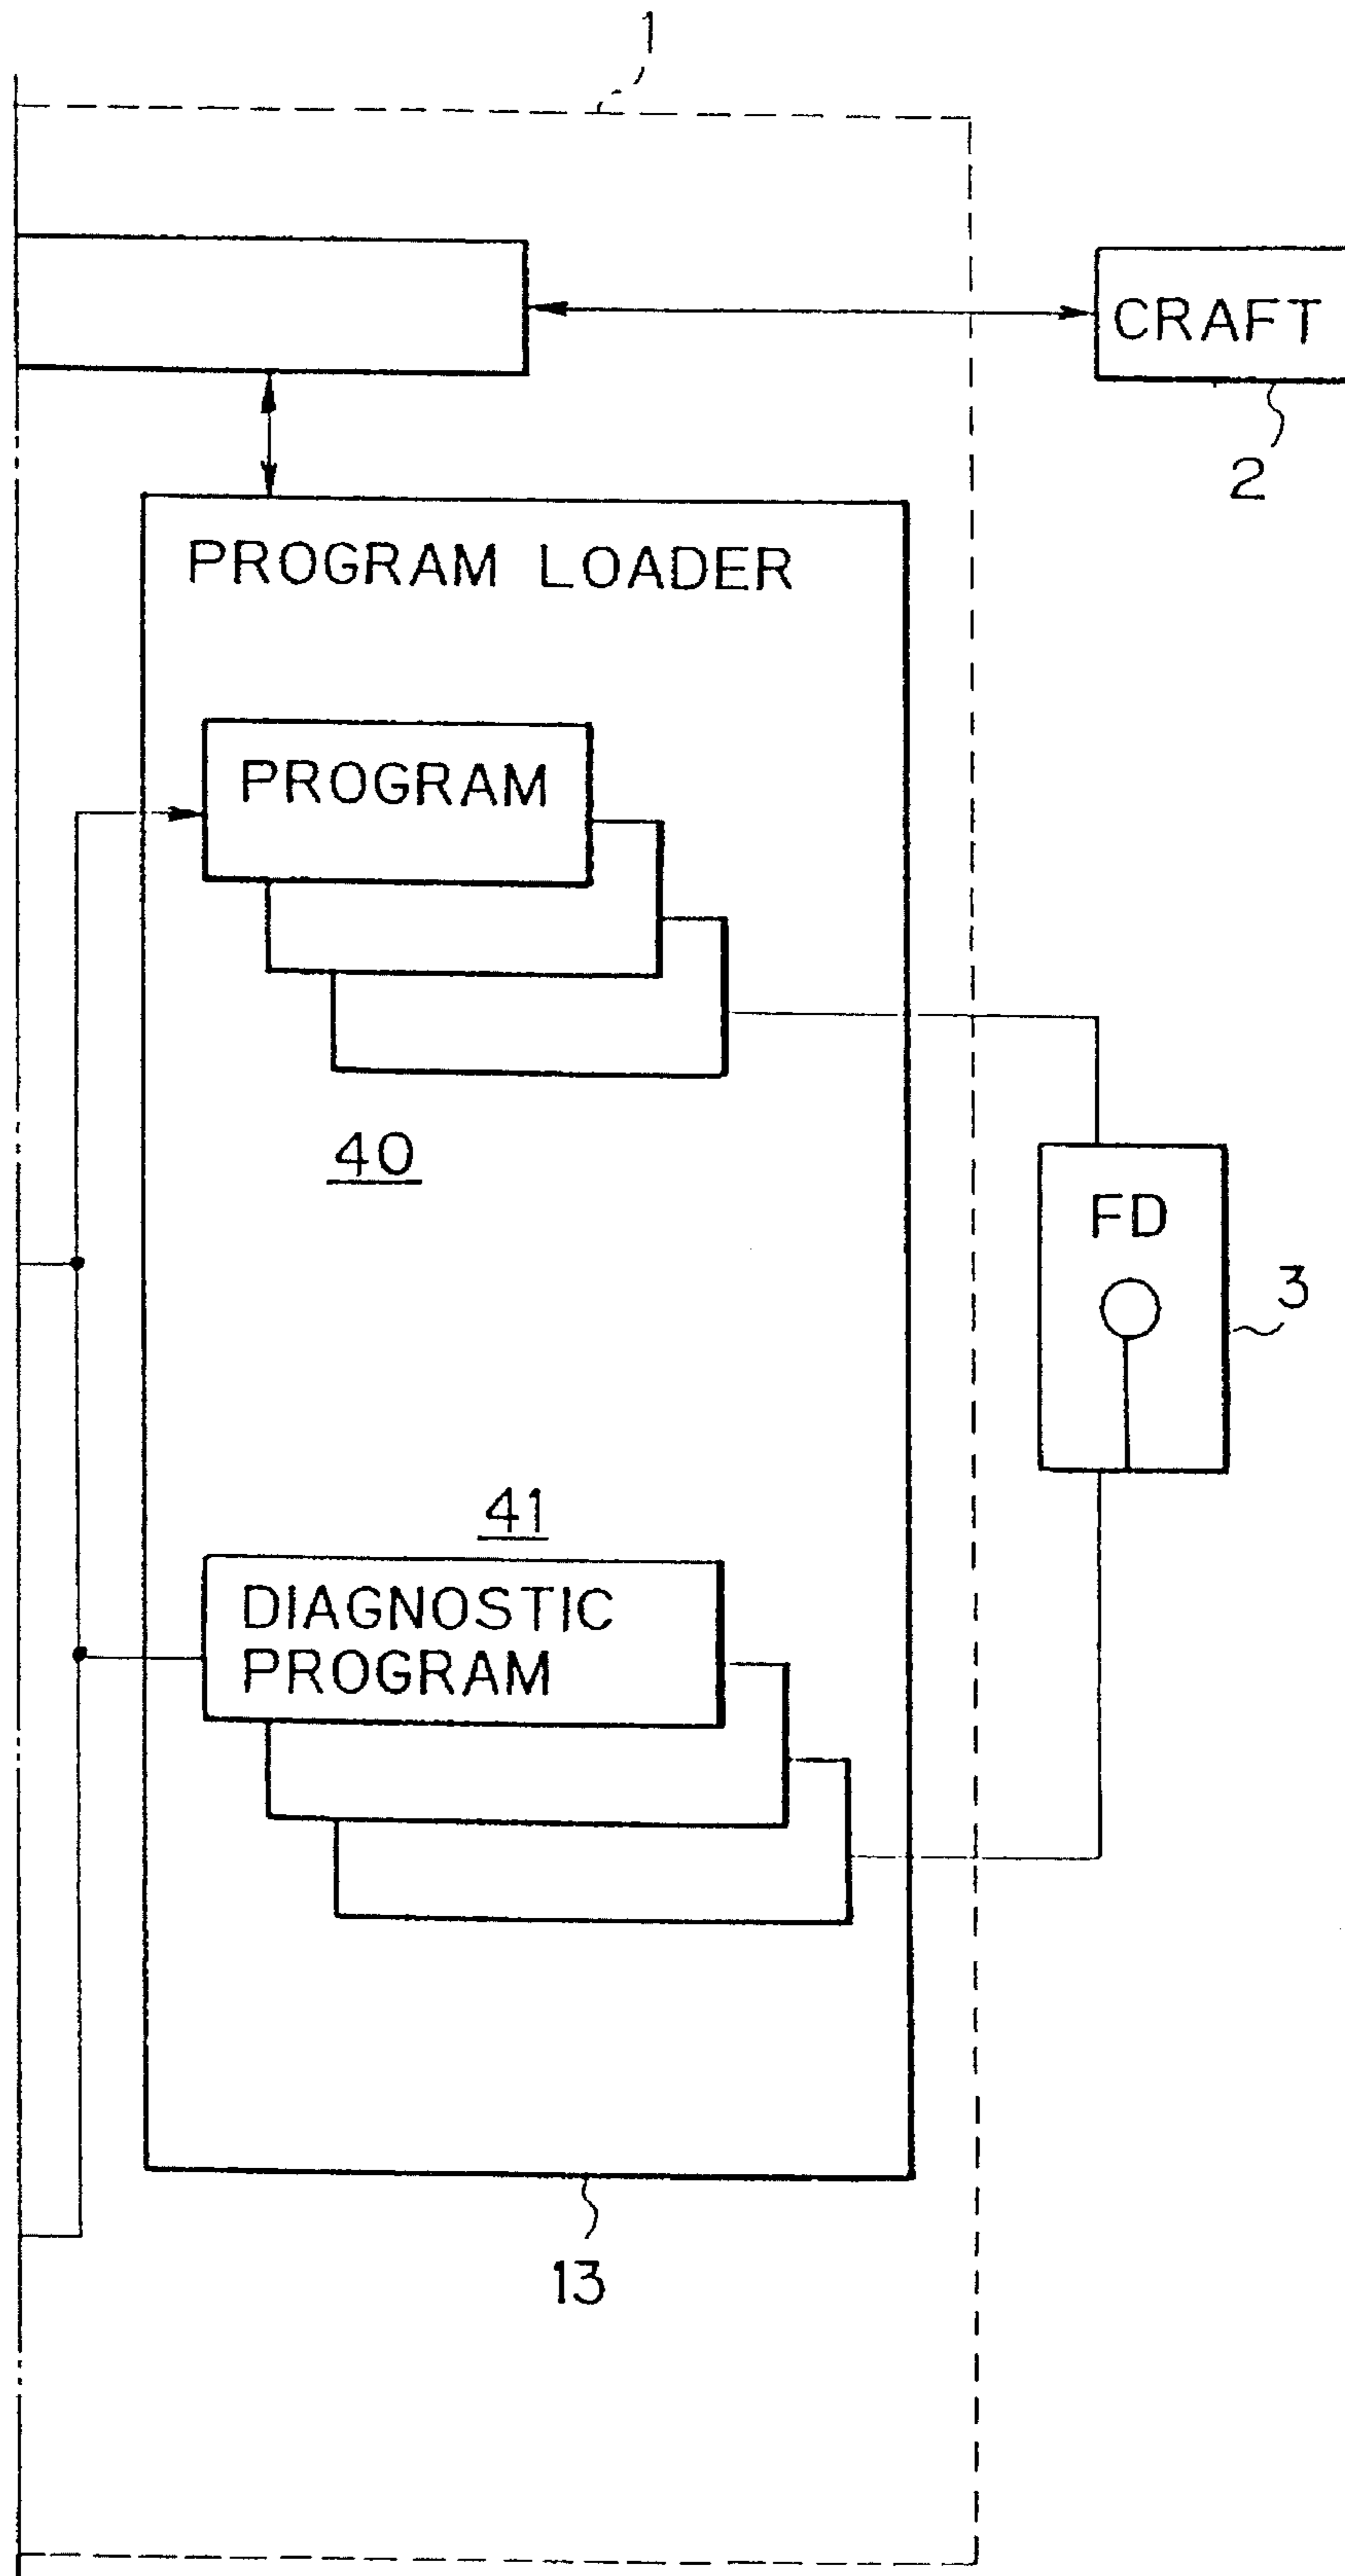 1
CRAFT
2
PROGRAM LOADER
PROGRAM
40
FD
3
41
DIAGNOSTIC
PROGRAM
13